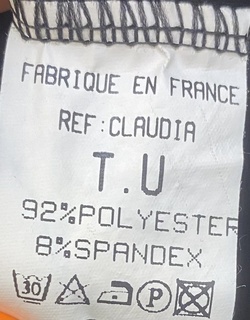 FABRIQUE EN FRANCE
REF:CLAUDIA
T.U
92%POLYESTER
8%SPANDEX
30 P